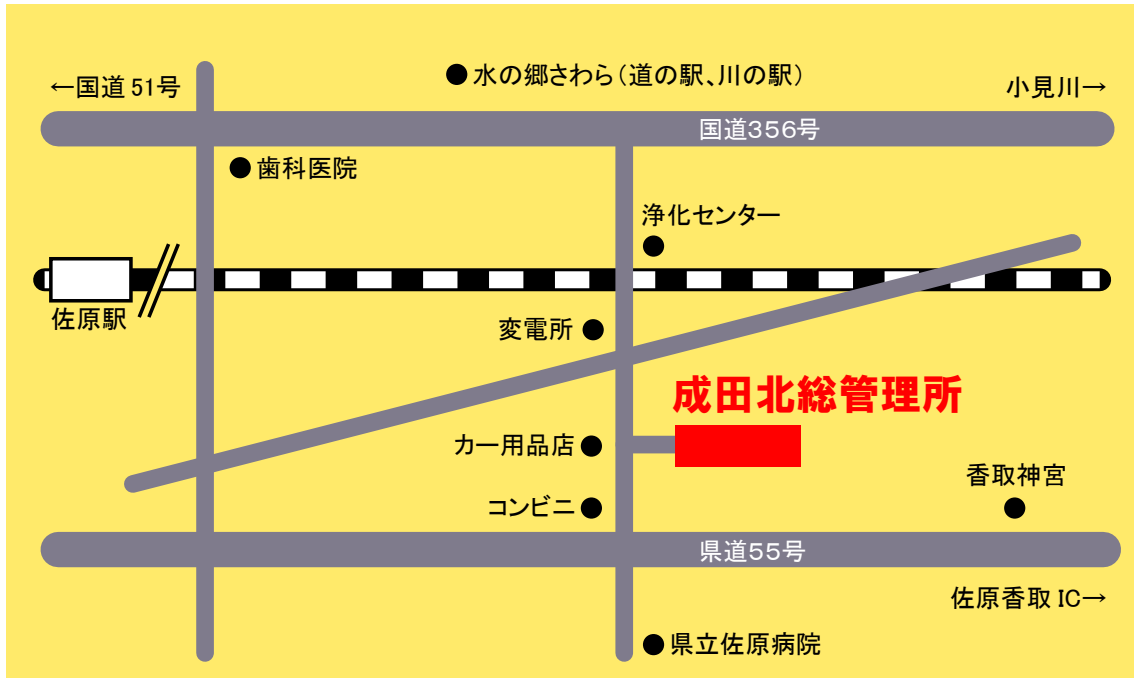 水の郷さわら（道の駅、川の駅）
←国道 51号
小見川→
国道356号
歯科医院
浄化センター
佐原駅
変電所
成田北総管理所
カー用品店
香取神宮
コンビニ
県道55号
佐原香取 IC→
県立佐原病院